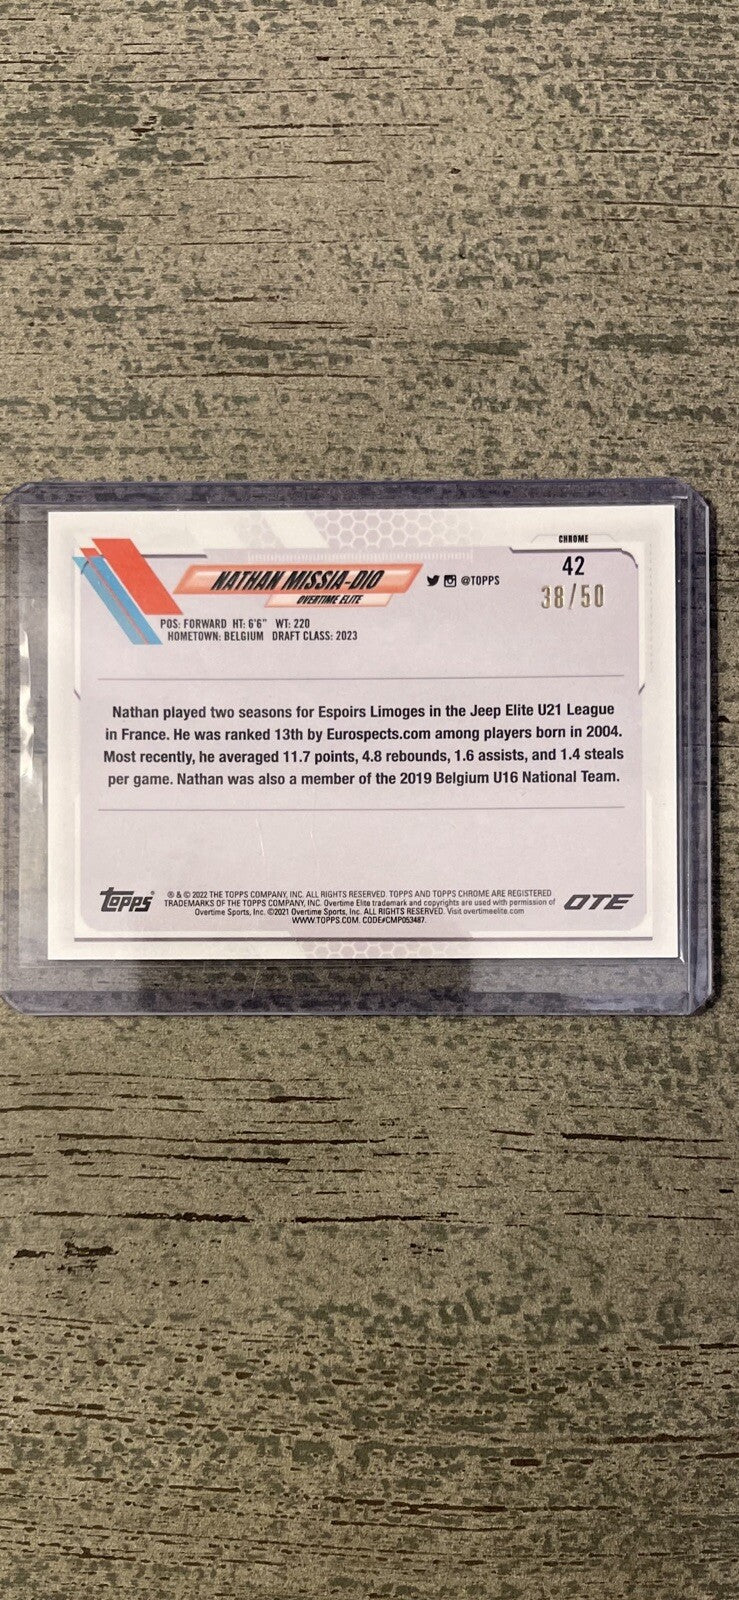 CHROME
42
38/50
NATHAN MISSIA-DIO
OVERTIME ELITE
@TOPPS
POS: FORWARD HT: 6'6" WT: 220
HOMETOWN: BELGIUM DRAFT CLASS: 2023
Nathan played two seasons for Espoirs Limoges in the Jeep Elite U21 League
in France. He was ranked 13th by Eurospects.com among players born in 2004.
Most recently, he averaged 11.7 points, 4.8 rebounds, 1.6 assists, and 1.4 steals
per game. Nathan was also a member of the 2019 Belgium U16 National Team.
Topps®
® & © 2022 THE TOPPS COMPANY, INC. ALL RIGHTS RESERVED. TOPPS AND TOPPS CHROME ARE REGISTERED
TRADEMARKS OF THE TOPPS COMPANY, INC. Overtime Elite trademark and copyrights are used with permission of
Overtime Sports, Inc. ©2021 Overtime Sports, Inc. ALL RIGHTS RESERVED. Visit overtimeelite.com
WWW.TOPPS.COM. CODE#CMP053487.
OTE